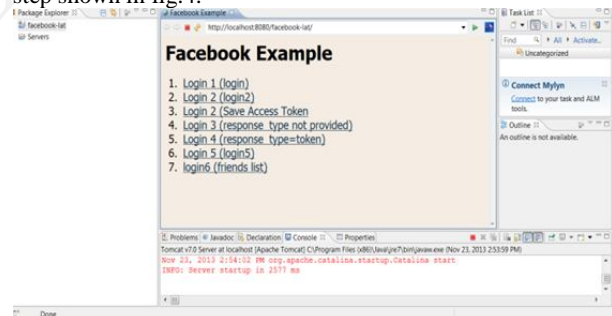 step shown in fig.4.
Package Explorer
Facebook Example
Task List
facebook-lat
Servers
http://localhost:8080/facebook-lat/
Find All Activate...
Uncategorized
Facebook Example
1. Login 1 (login)
2. Login 2 (login2)
3. Login 2 (Save Access Token
4. Login 3 (response_type not provided)
5. Login 4 (response_type=token)
6. Login 5 (login5)
7. login6 (friends list)
Connect Mylyn
Connect to your task and ALM
tools.
Outline
An outline is not available.
Problems Javadoc Declaration Console Properties
Tomcat v7.0 Server at localhost [Apache Tomcat] C:\Program Files (x86)\Java\jre7\bin\javaw.exe (Nov 23, 2013 2:53:59 PM)
Nov 23, 2013 2:54:02 PM org.apache.catalina.startup.Catalina start
INFO: Server startup in 2577 ms
Done